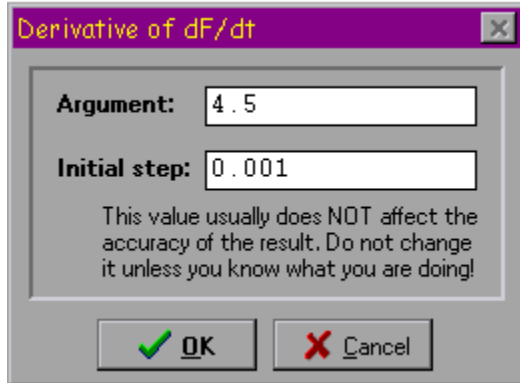 Derivative of dF/dt
Argument: 4.5
Initial step: 0.001
This value usually does NOT affect the
accuracy of the result. Do not change
it unless you know what you are doing!
OK Cancel